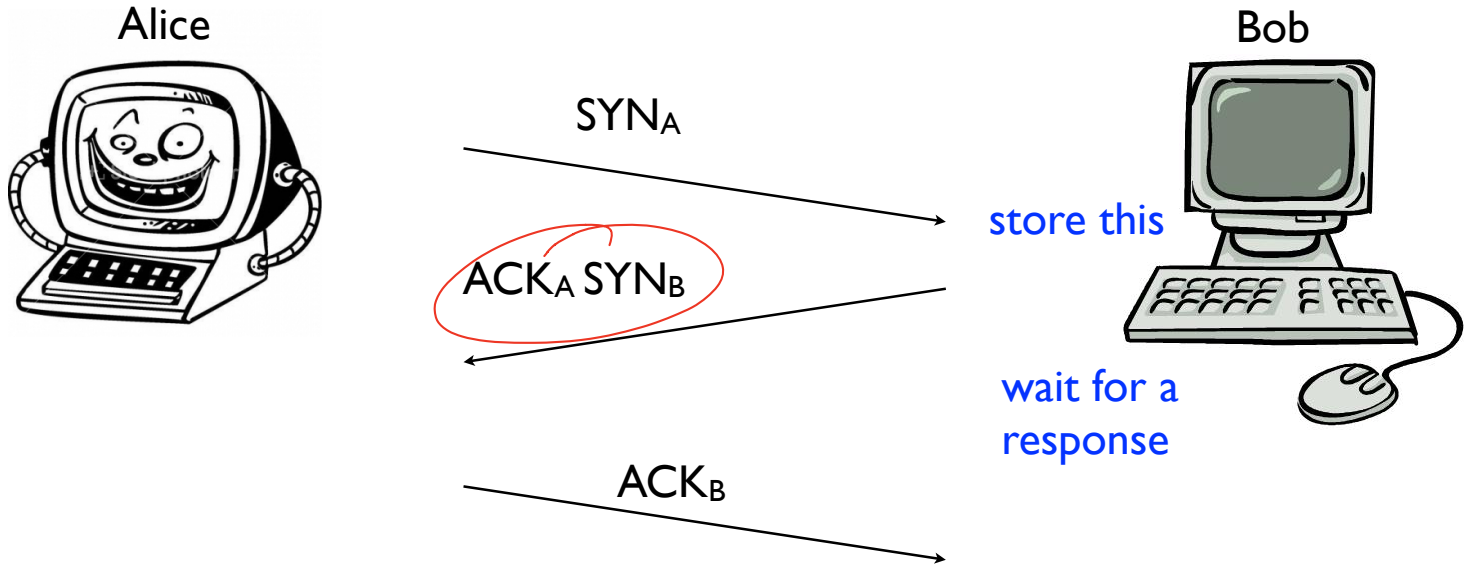 Alice
Bob
SYNA
store this
ACKA SYNB
wait for a
response
ACKB